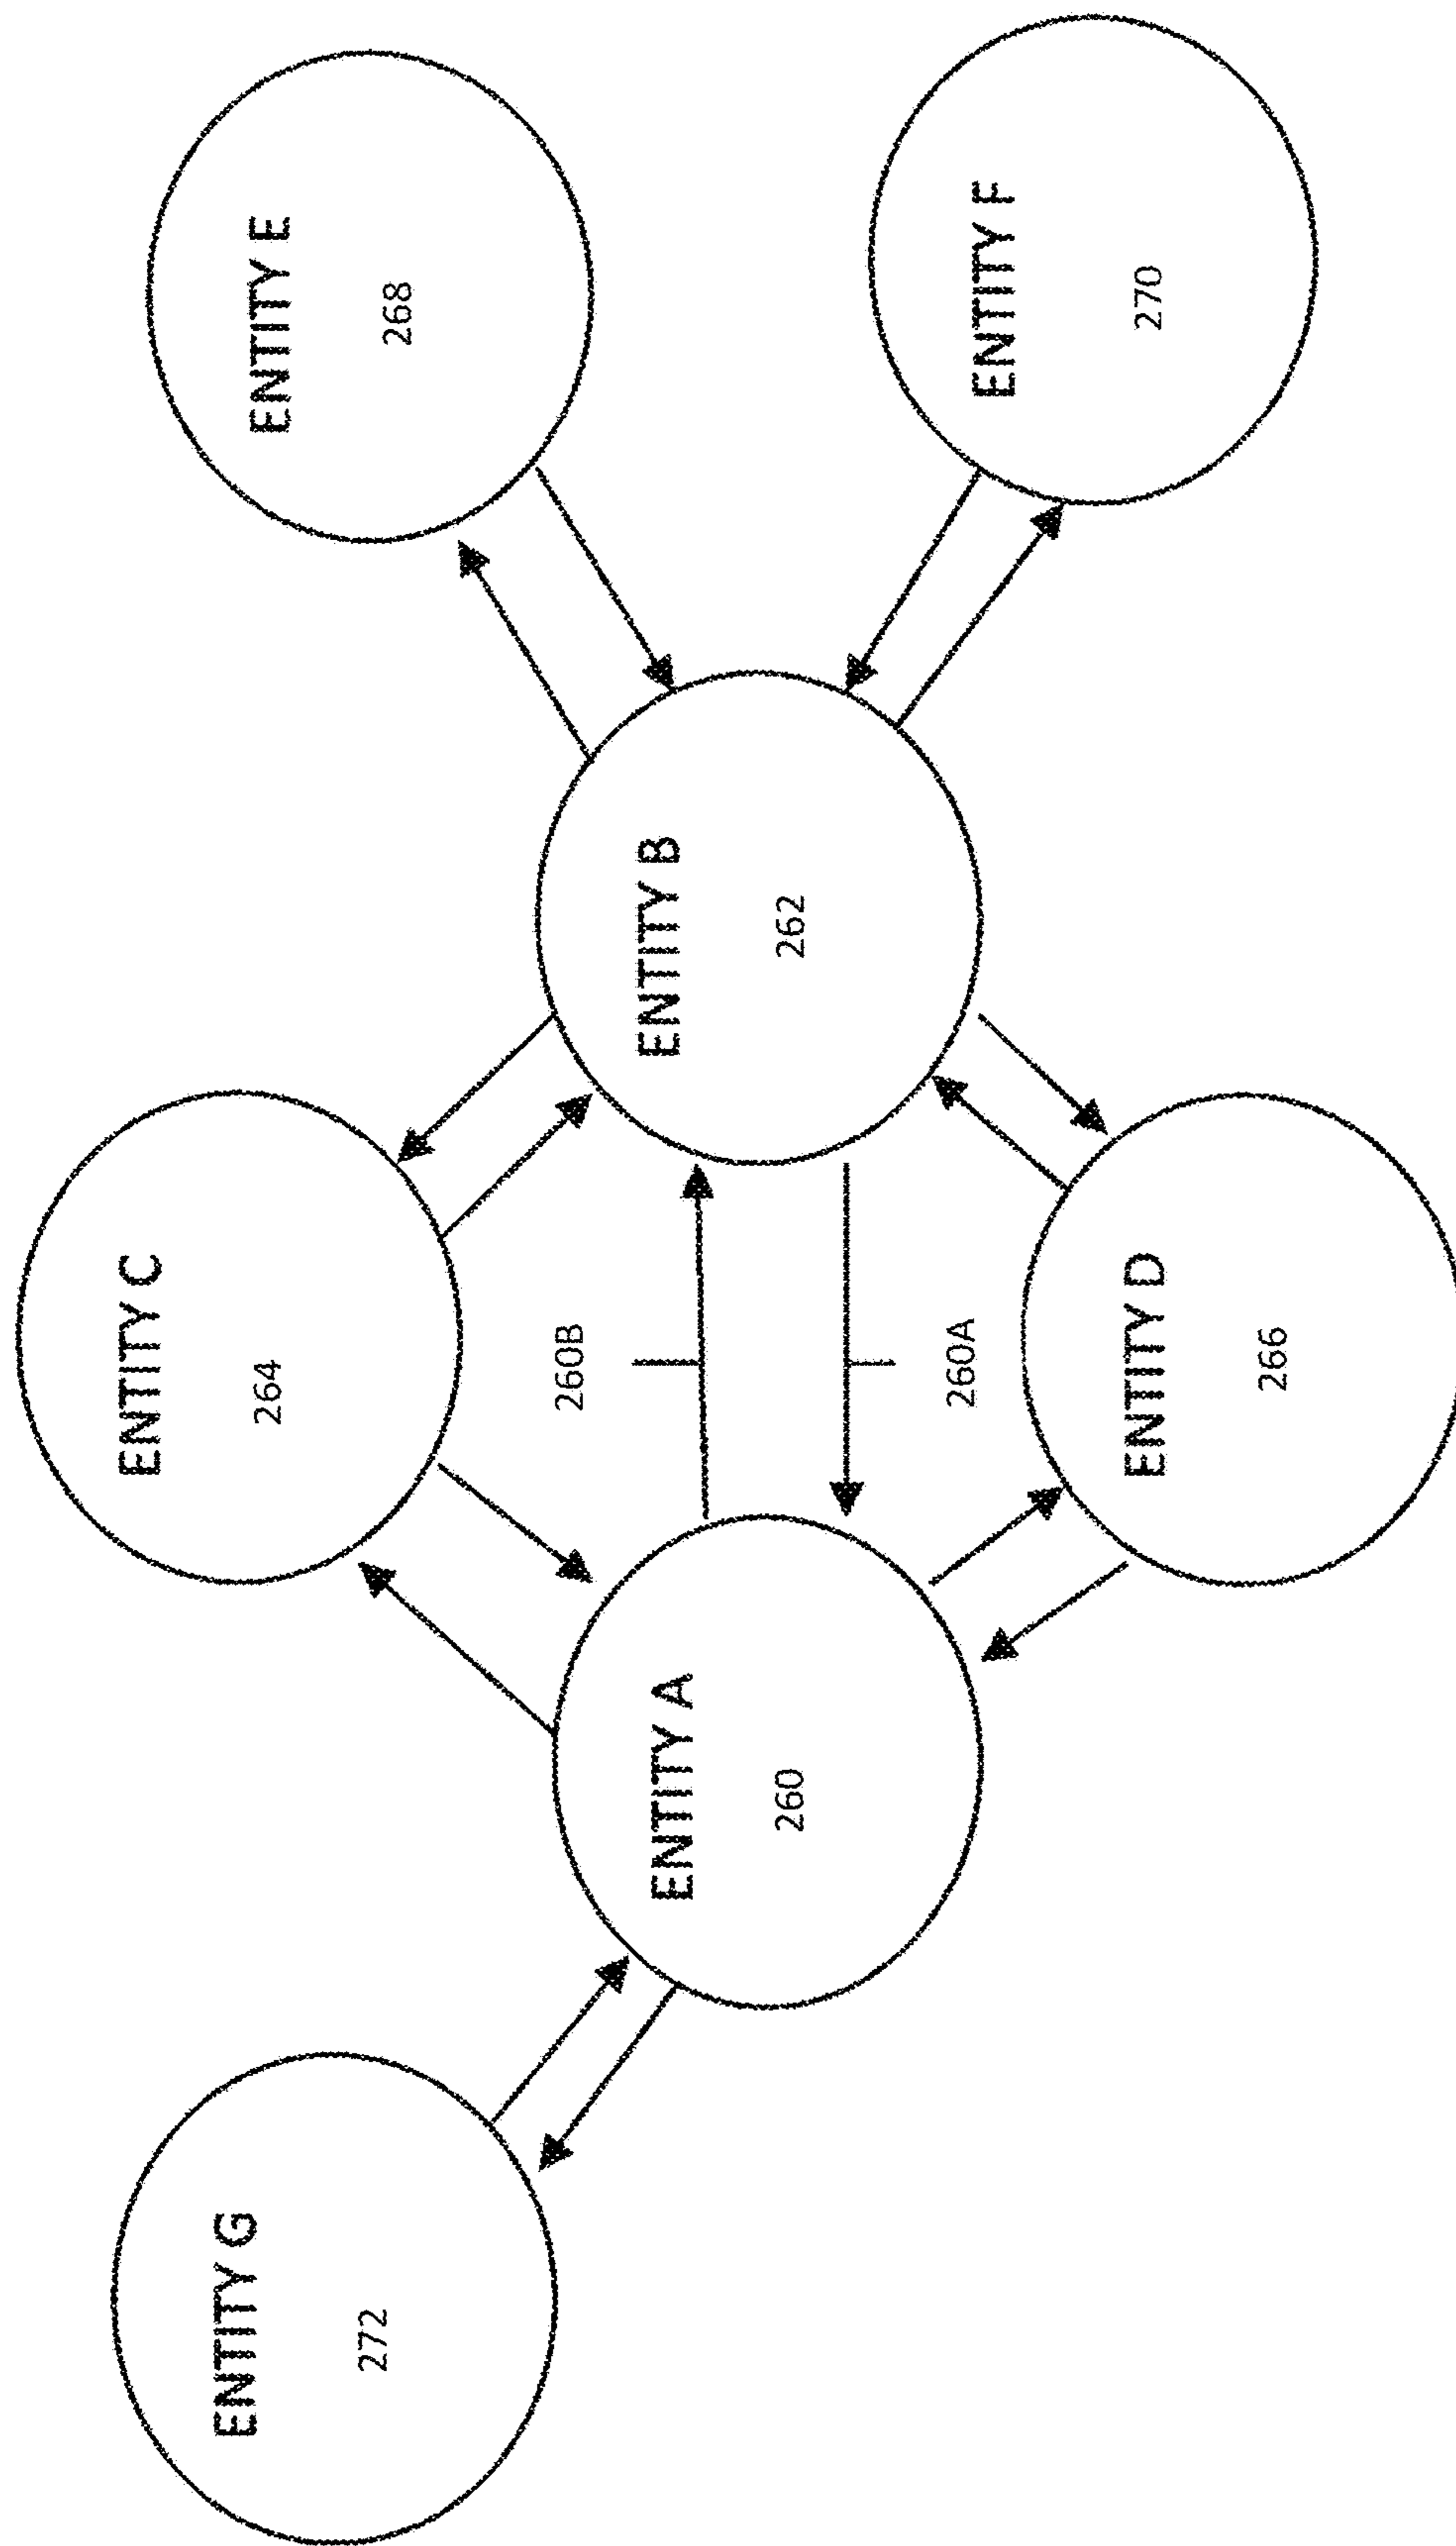 ENTITY G
272
ENTITY C
264
ENTITY E
268
260B
ENTITY A
260
ENTITY B
262
260A
ENTITY D
266
ENTITY F
270